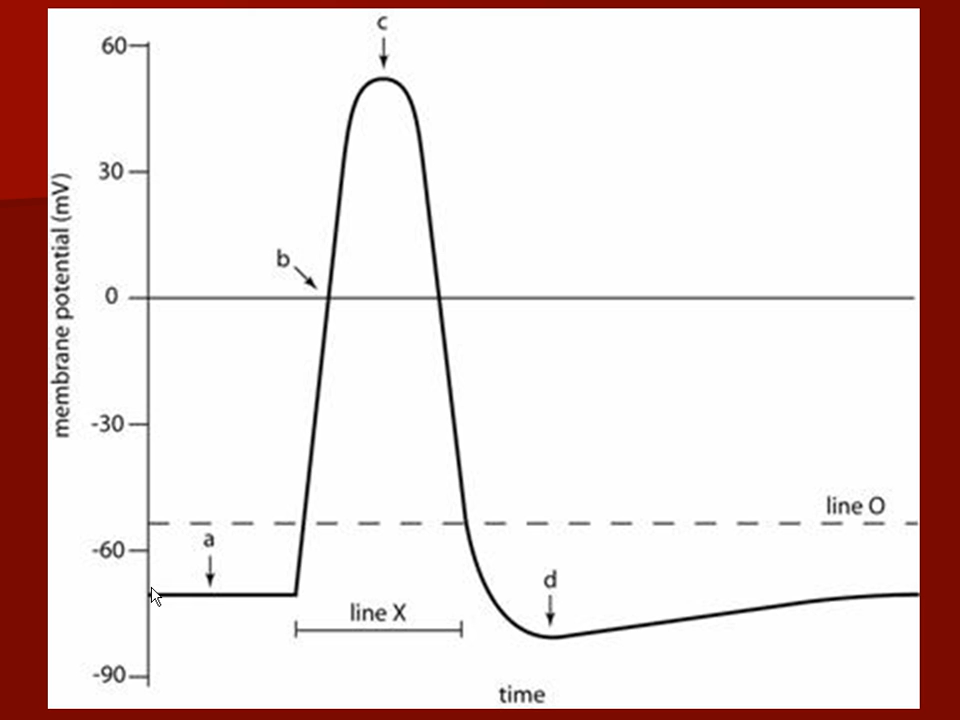 c
60
30
membrane potential (mV)
b
0
-30
line O
-60
a
d
line X
-90
time